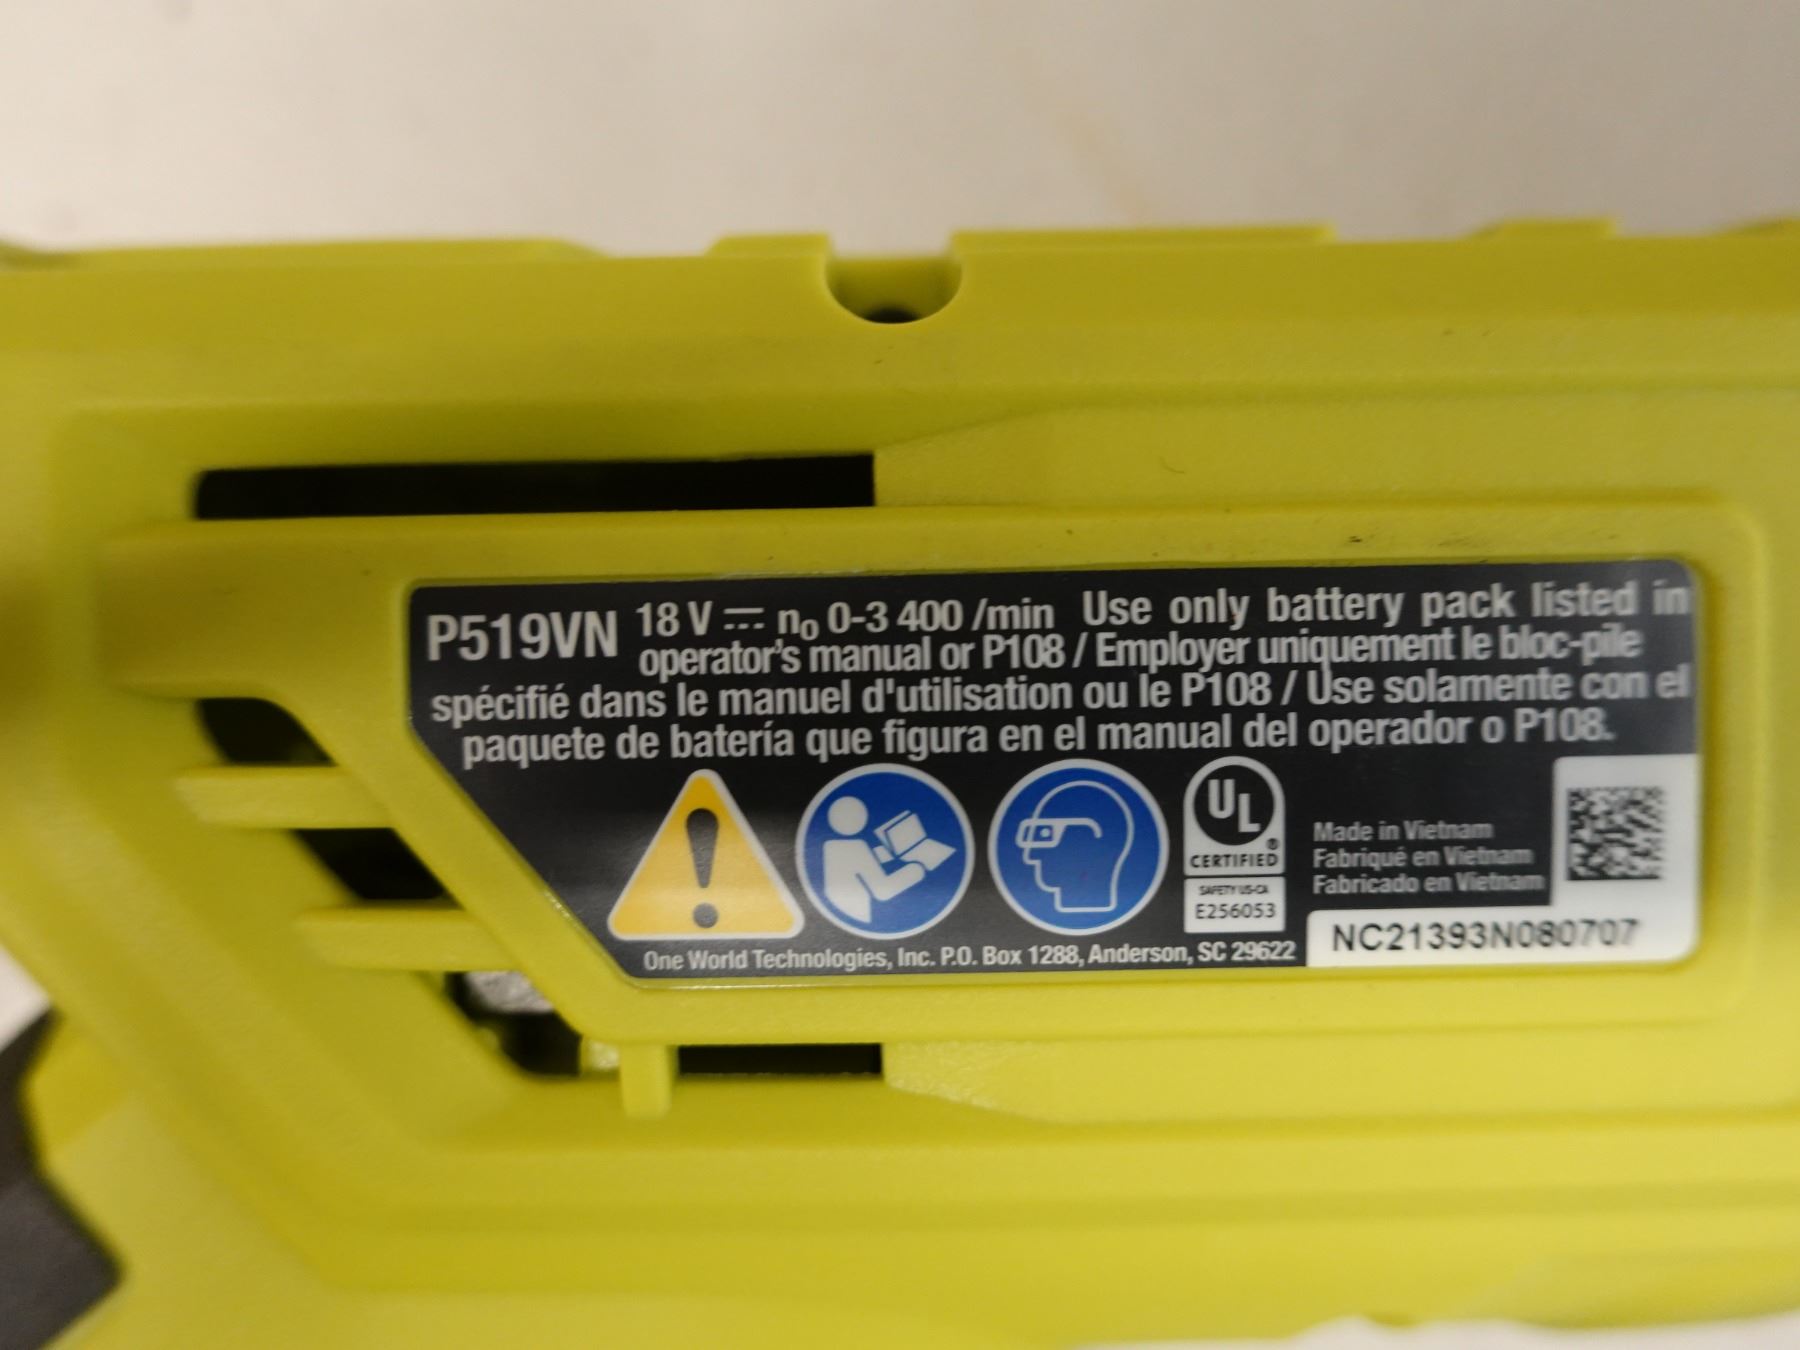 P519VN 18 V ⎓ n₀ 0-3 400 /min Use only battery pack listed in
operator's manual or P108 / Employer uniquement le bloc-pile
spécifié dans le manuel d'utilisation ou le P108 / Use solamente con el
paquete de batería que figura en el manual del operador o P108.
UL
CERTIFIED
SAFETY US-CA
E256053
Made in Vietnam
Fabriqué en Vietnam
Fabricado en Vietnam
One World Technologies, Inc. P.O. Box 1288, Anderson, SC 29622
NC21393N080707